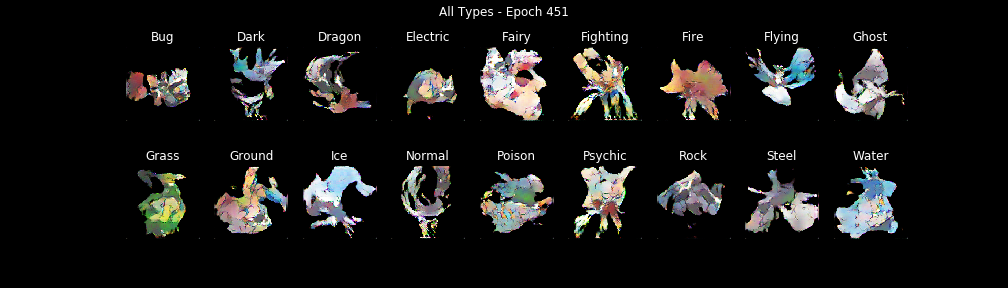 All Types - Epoch 451
Bug Dark Dragon Electric Fairy Fighting Fire Flying Ghost
Grass Ground Ice Normal Poison Psychic Rock Steel Water